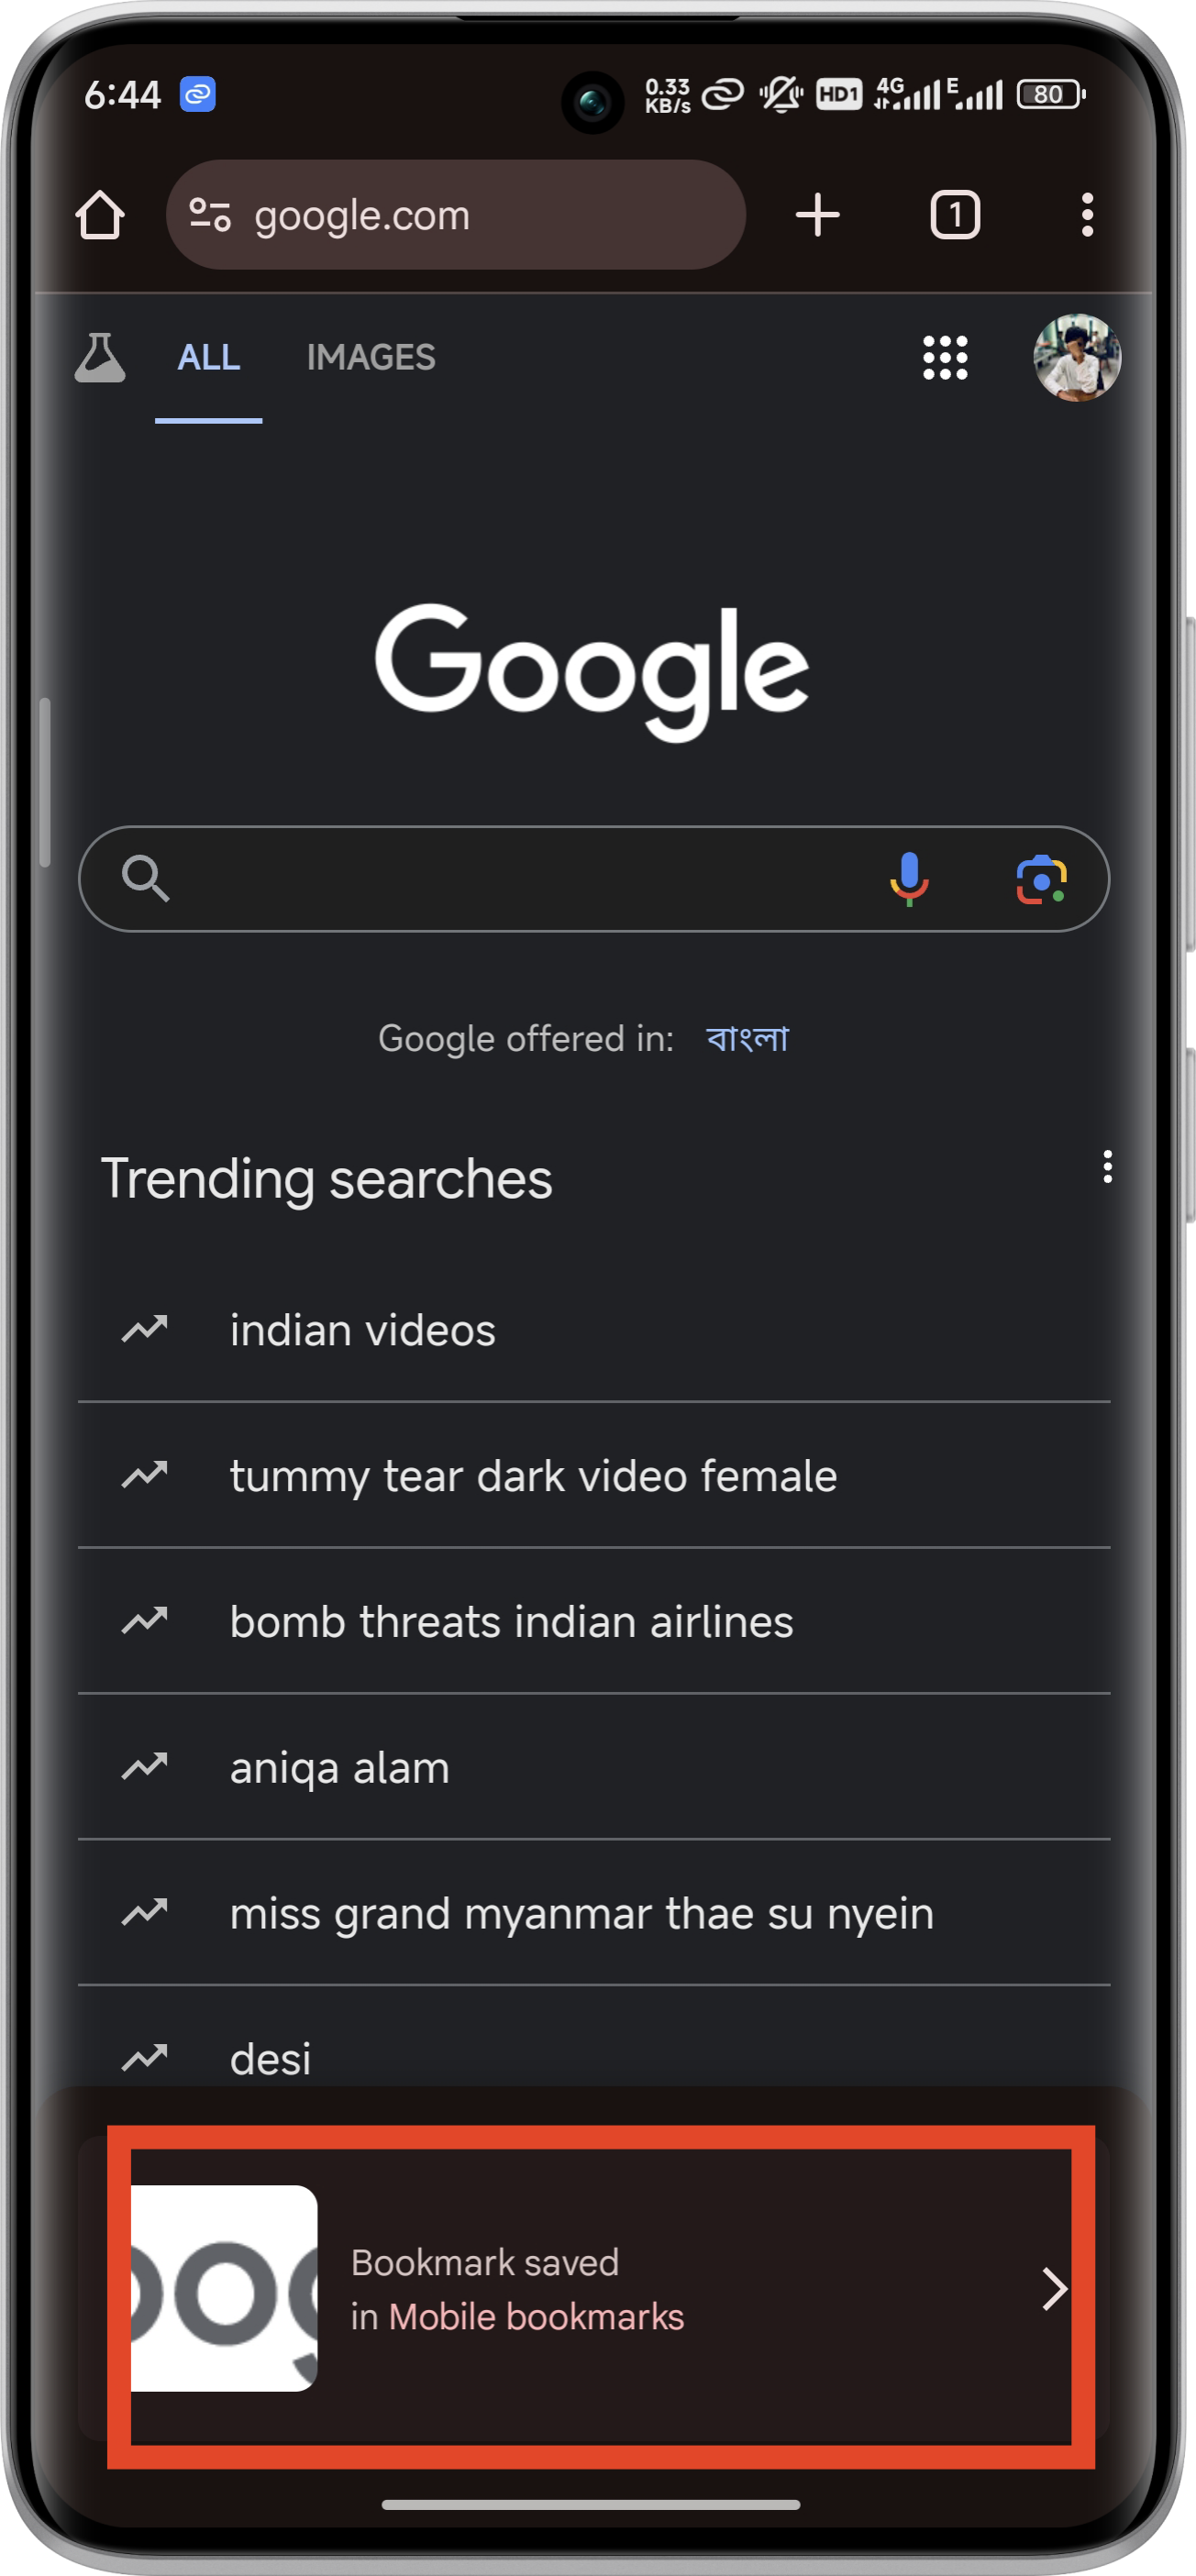 6:44
0.33
KB/s
HD1
4G
E
80
google.com
1
ALL
IMAGES
Google
Google offered in: বাংলা
Trending searches
indian videos
tummy tear dark video female
bomb threats indian airlines
aniqa alam
miss grand myanmar thae su nyein
desi
Bookmark saved
in Mobile bookmarks